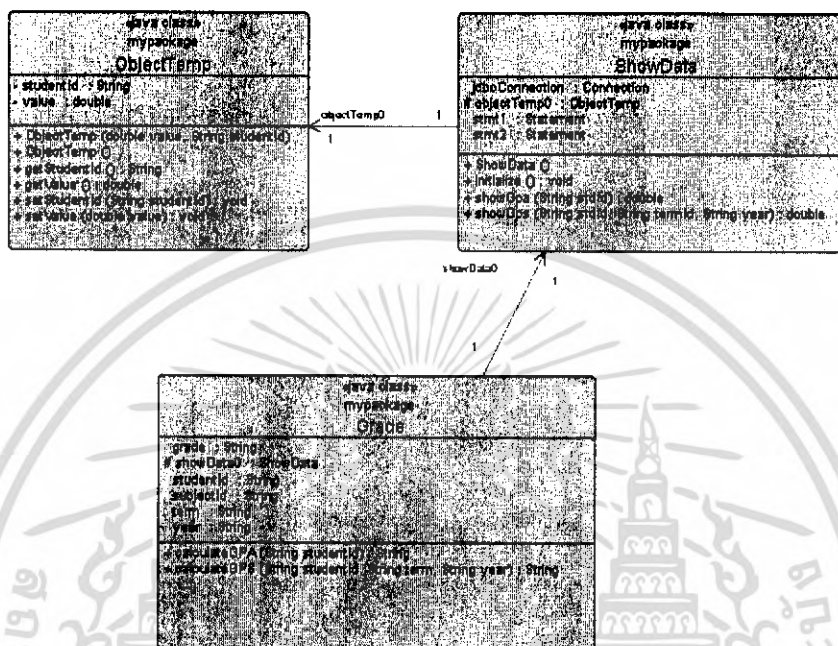 «java class»
mypackage
ObjectTemp
- studentId : String
- value : double
+ ObjectTemp (double value , String studentId)
+ ObjectTemp ()
+ getStudentId () : String
+ getValue () : double
+ setStudentId (String studentId) : void
+ setValue (double value) : void
objectTemp0
1
1
«java class»
mypackage
ShowData
jdboConnection : Connection
# objectTemp0 : ObjectTemp
stmt1 : Statement
stmt2 : Statement
+ ShowData ()
+ initialize () : void
+ showGpa (String stdId) : double
+ showGps (String stdId, String termId, String year) : double
showData0
1
1
«java class»
mypackage
Grade
grade : String
# showData0 : ShowData
studentId : String
subjectId : String
term : String
year : String
+ calculateGPA (String studentId) : String
+ calculateGPS (String studentId, String term, String year) : String